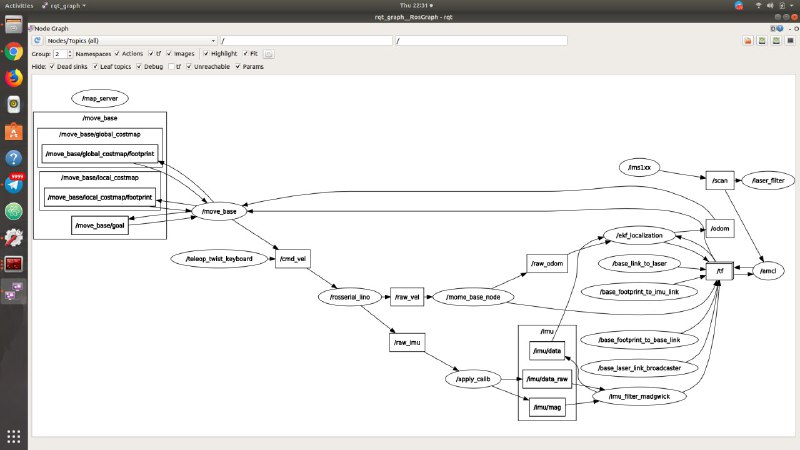 Activities
rqt_graph
Thu 22:31
rqt_graph__RosGraph - rqt
Node Graph
Nodes/Topics (all)
/
/
Group: 2 Namespaces Actions tf Images Highlight Fit
Hide: Dead sinks Leaf topics Debug tf Unreachable Params
/map_server
/move_base
/move_base/global_costmap
/move_base/global_costmap/footprint
/move_base/local_costmap
/move_base/local_costmap/footprint
/move_base/goal
/move_base
/teleop_twist_keyboard
/cmd_vel
/rosserial_lino
/raw_vel
/raw_imu
/apply_calib
/momo_base_node
/raw_odom
/imu
/imu/data
/imu/data_raw
/imu/mag
/lms1xx
/scan
/laser_filter
/ekf_localization
/odom
/base_link_to_laser
/tf
/amcl
/base_footprint_to_imu_link
/base_footprint_to_base_link
/base_laser_link_broadcaster
/imu_filter_madgwick
9999